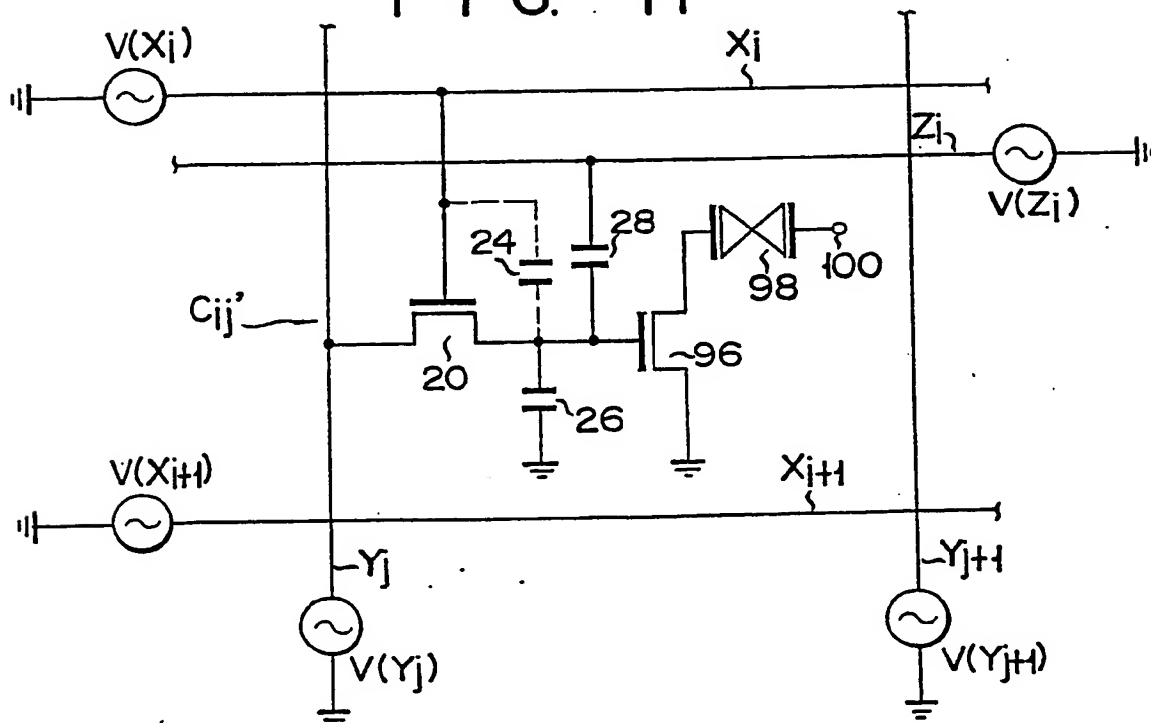 V(Xi)
Xi
Zi
V(Zi)
28
24
98
100
Cij'
20
96
26
V(Xi+1)
Xi+1
Yj
Yj+1
V(Yj)
V(Yj+1)